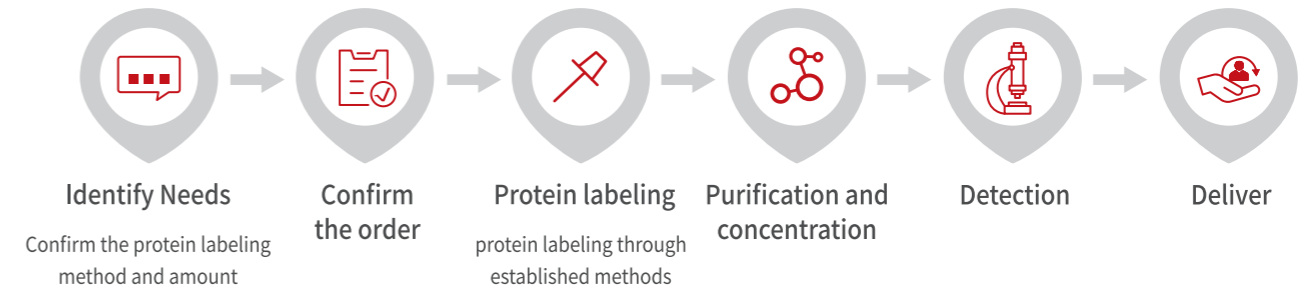 Identify Needs
Confirm the protein labeling
method and amount
Confirm
the order
Protein labeling
protein labeling through
established methods
Purification and
concentration
Detection
Deliver